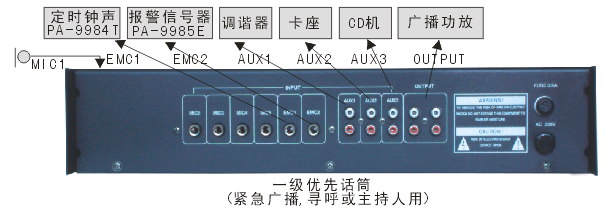 定时钟声 报警信号器 调谐器 卡座 CD机 广播功放
PA-9984T PA-9985E
MIC1 EMC1 EMC2 AUX1 AUX2 AUX3 OUTPUT
INPUT OUTPUT
MIC2 MIC3 MIC4 MIC5 EMC1 EMC2 AUX1 AUX2 AUX3
WARNING
FUSE 0.5A
AC 220V
CAUTION
一级优先话筒
(紧急广播,寻呼或主持人用)